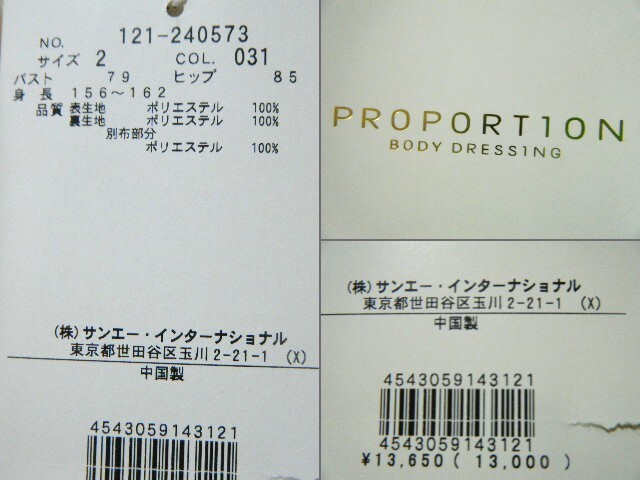 NO. 121-240573
サイズ 2 COL. 031
バスト 79 ヒップ 85
身 長 156～162
品質 表生地 ポリエステル 100%
裏生地 ポリエステル 100%
別布部分
ポリエステル 100%
(株) サンエー・インターナショナル
東京都世田谷区玉川2-21-1 (X)
中国製
4543059143121
PROPORTION
BODY DRESSING
(株) サンエー・インターナショナル
東京都世田谷区玉川2-21-1 (X)
中国製
4543059143121
4543059143121
¥13,650( 13,000)